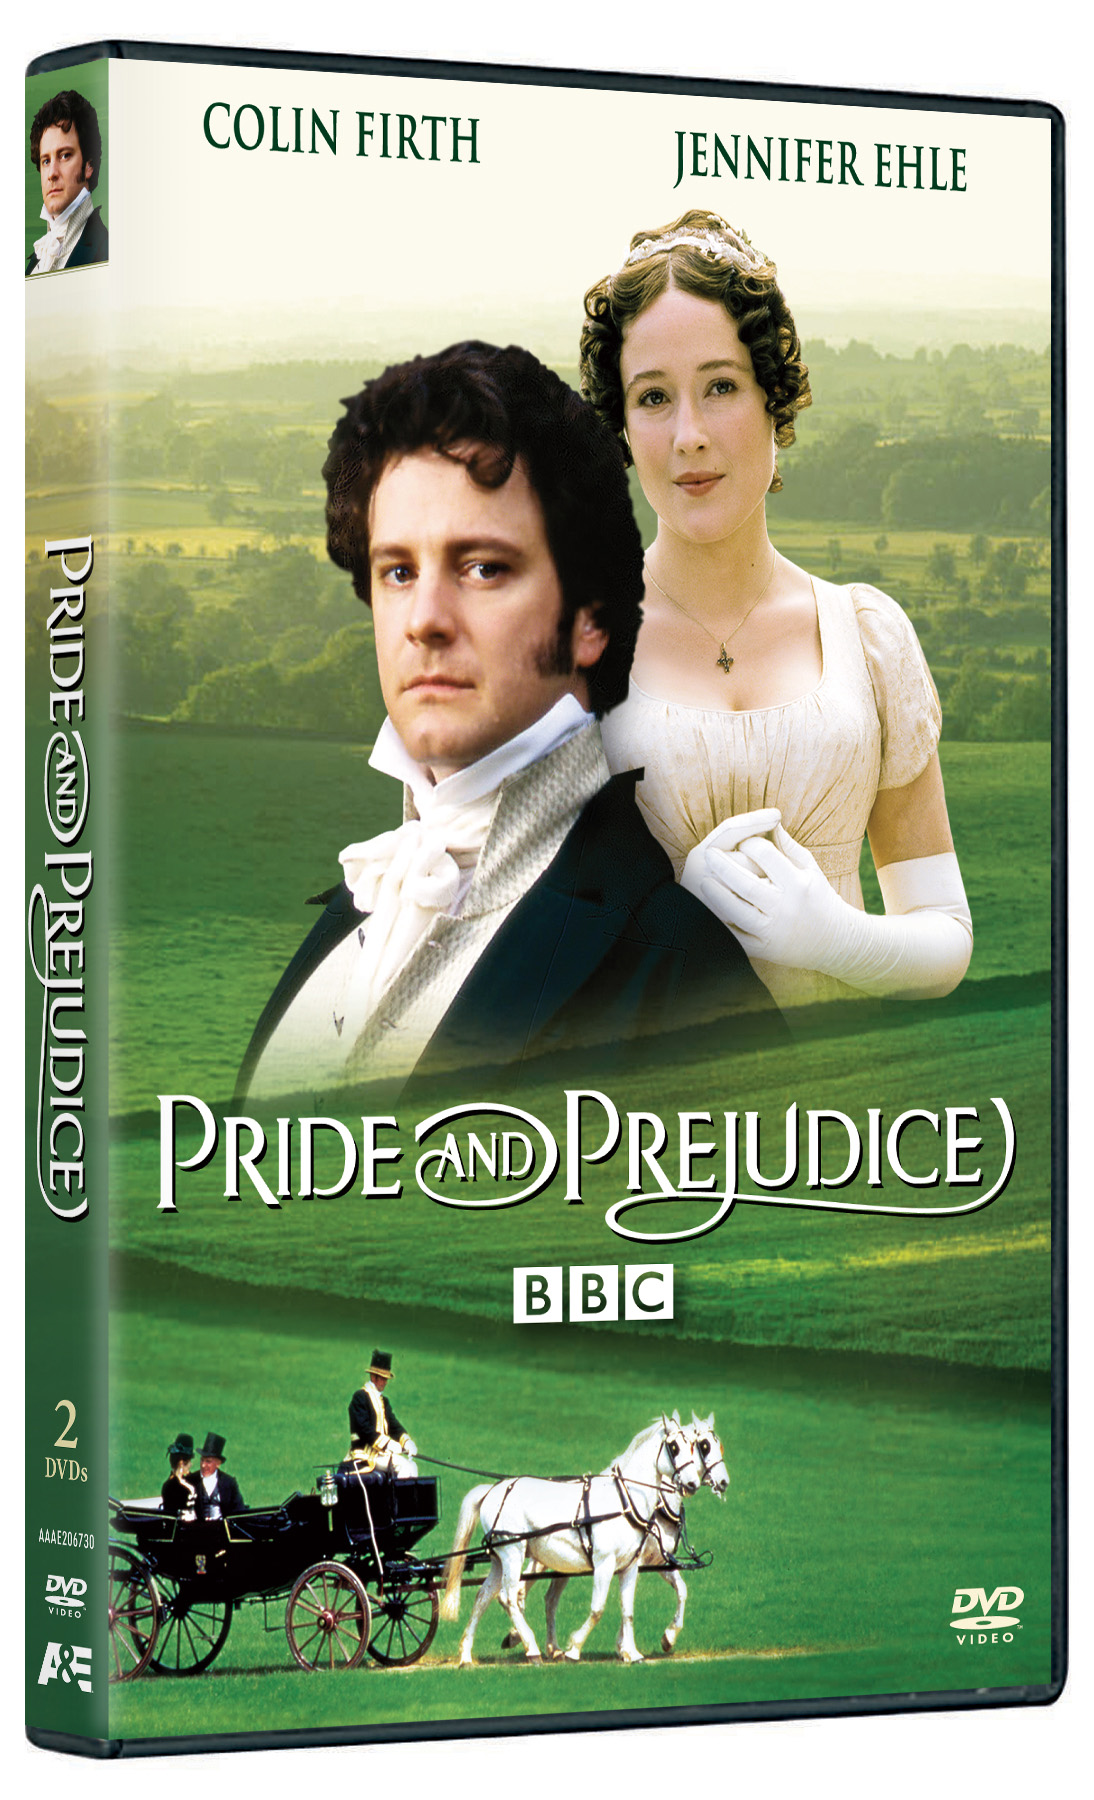 COLIN FIRTH
JENNIFER EHLE
PRIDE AND PREJUDICE
BBC
DVD
VIDEO
PRIDE AND PREJUDICE
2
DVDs
AAAE206730
DVD
VIDEO
A&E